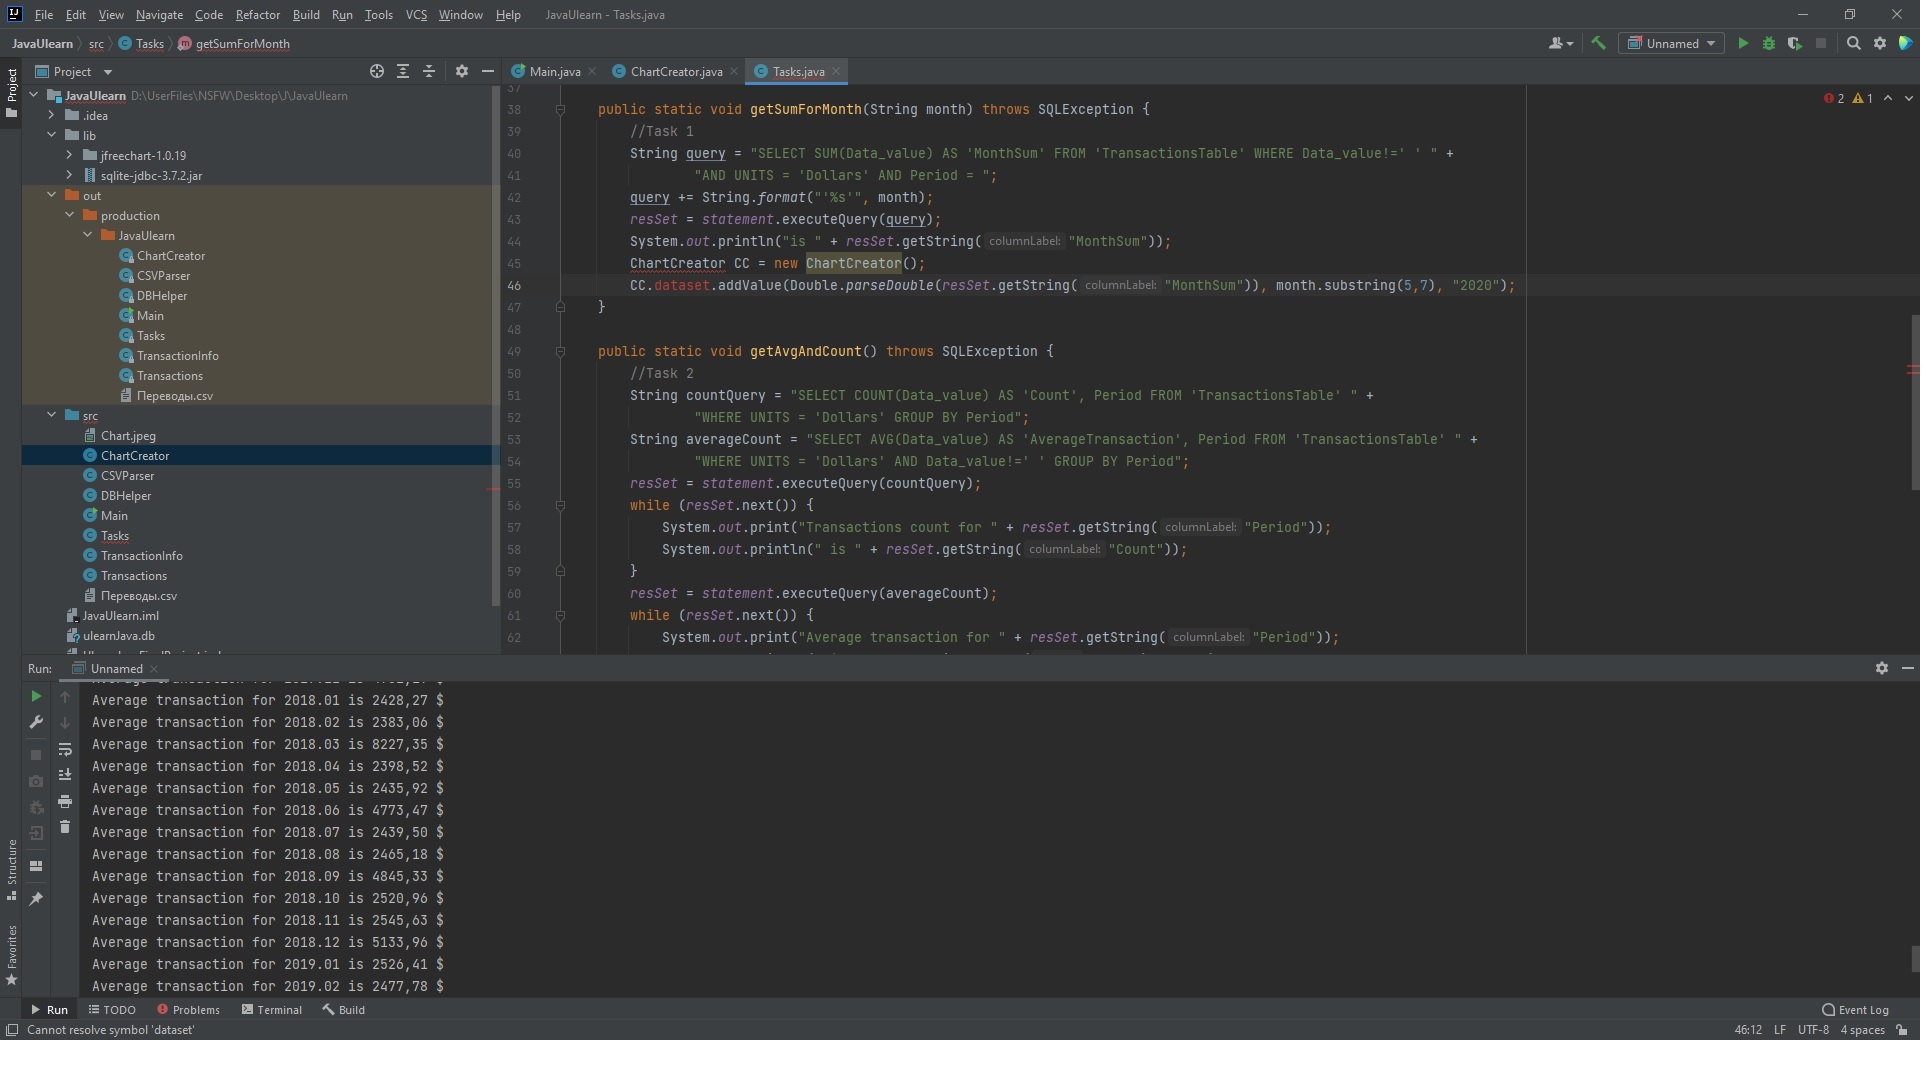 File Edit View Navigate Code Refactor Build Run Tools VCS Window Help JavaUlearn - Tasks.java
JavaUlearn src Tasks getSumForMonth Unnamed
Project
Project
Main.java ChartCreator.java Tasks.java
JavaUlearn D:\UserFiles\NSFW\Desktop\J\JavaUlearn
.idea
lib
jfreechart-1.0.19
sqlite-jdbc-3.7.2.jar
out
production
JavaUlearn
ChartCreator
CSVParser
DBHelper
Main
Tasks
TransactionInfo
Transactions
Переводы.csv
src
Chart.jpeg
ChartCreator
CSVParser
DBHelper
Main
Tasks
TransactionInfo
Transactions
Переводы.csv
JavaUlearn.iml
ulearnJava.db
2 1
37
38 public static void getSumForMonth(String month) throws SQLException {
39 //Task 1
40 String query = "SELECT SUM(Data_value) AS 'MonthSum' FROM 'TransactionsTable' WHERE Data_value!=' ' " +
41 "AND UNITS = 'Dollars' AND Period = ";
42 query += String.format("'%s'", month);
43 resSet = statement.executeQuery(query);
44 System.out.println("is " + resSet.getString( columnLabel: "MonthSum"));
45 ChartCreator CC = new ChartCreator();
46 CC.dataset.addValue(Double.parseDouble(resSet.getString( columnLabel: "MonthSum")), month.substring(5,7), "2020");
47 }
48
49 public static void getAvgAndCount() throws SQLException {
50 //Task 2
51 String countQuery = "SELECT COUNT(Data_value) AS 'Count', Period FROM 'TransactionsTable' " +
52 "WHERE UNITS = 'Dollars' GROUP BY Period";
53 String averageCount = "SELECT AVG(Data_value) AS 'AverageTransaction', Period FROM 'TransactionsTable' " +
54 "WHERE UNITS = 'Dollars' AND Data_value!=' ' GROUP BY Period";
55 resSet = statement.executeQuery(countQuery);
56 while (resSet.next()) {
57 System.out.print("Transactions count for " + resSet.getString( columnLabel: "Period"));
58 System.out.println(" is " + resSet.getString( columnLabel: "Count"));
59 }
60 resSet = statement.executeQuery(averageCount);
61 while (resSet.next()) {
62 System.out.print("Average transaction for " + resSet.getString( columnLabel: "Period"));
Run: Unnamed
Average transaction for 2018.01 is 2428,27 $
Average transaction for 2018.02 is 2383,06 $
Average transaction for 2018.03 is 8227,35 $
Average transaction for 2018.04 is 2398,52 $
Average transaction for 2018.05 is 2435,92 $
Average transaction for 2018.06 is 4773,47 $
Average transaction for 2018.07 is 2439,50 $
Average transaction for 2018.08 is 2465,18 $
Average transaction for 2018.09 is 4845,33 $
Average transaction for 2018.10 is 2520,96 $
Average transaction for 2018.11 is 2545,63 $
Average transaction for 2018.12 is 5133,96 $
Average transaction for 2019.01 is 2526,41 $
Average transaction for 2019.02 is 2477,78 $
Structure
Favorites
Run TODO Problems Terminal Build Event Log
Cannot resolve symbol 'dataset' 46:12 LF UTF-8 4 spaces